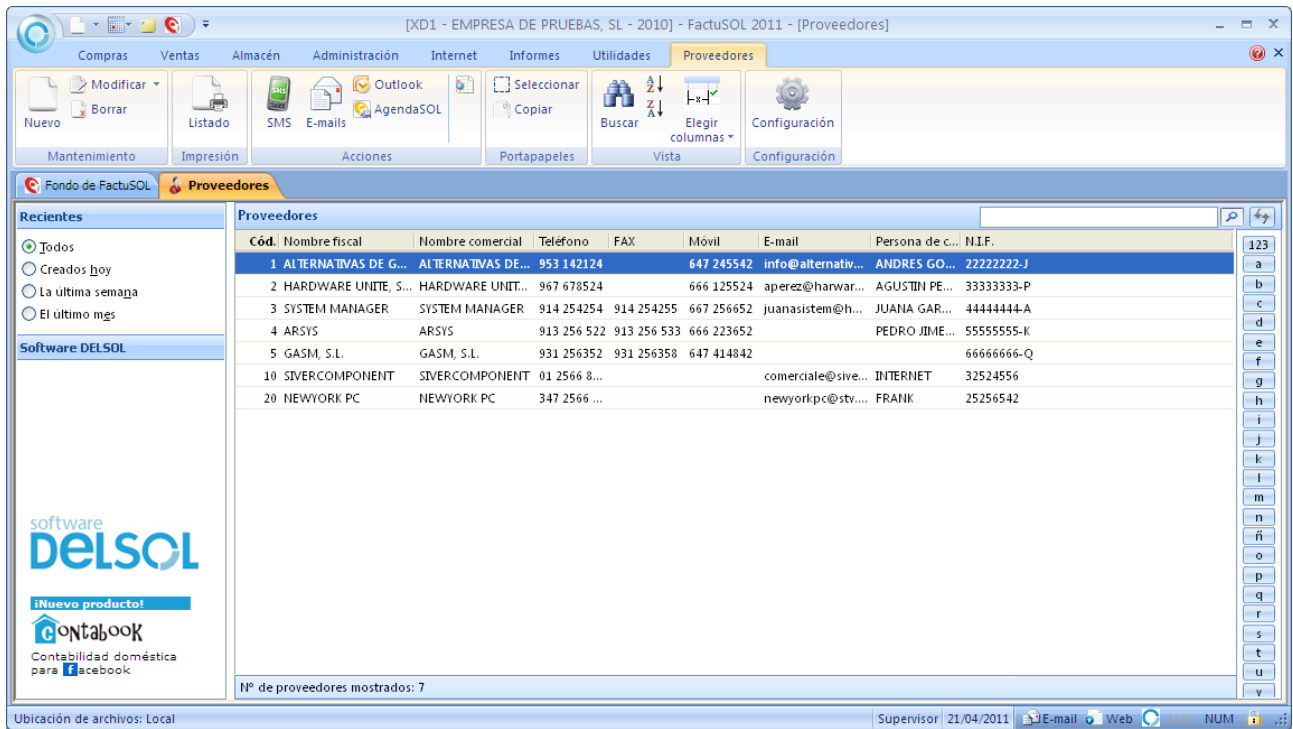 [XD1 - EMPRESA DE PRUEBAS, SL - 2010] - FactuSOL 2011 - [Proveedores]
Compras Ventas Almacén Administración Internet Informes Utilidades Proveedores
Nuevo Modificar Borrar Listado SMS E-mails Outlook AgendaSOL Seleccionar Copiar Buscar Elegir columnas Configuración
Mantenimiento Impresión Acciones Portapapeles Vista Configuración
Fondo de FactuSOL Proveedores
Recientes
Todos
Creados hoy
La última semana
El último mes
Software DELSOL
software
DELSOL
¡Nuevo producto!
contabook
Contabilidad doméstica
para facebook
Proveedores
Cód. Nombre fiscal Nombre comercial Teléfono FAX Móvil E-mail Persona de c... N.I.F.
1 ALTERNATIVAS DE G... ALTERNATIVAS DE... 953 142124 647 245542 info@alternativ... ANDRES GO... 22222222-J
2 HARDWARE UNITE, S... HARDWARE UNIT... 967 678524 666 125524 aperez@harwar... AGUSTIN PE... 33333333-P
3 SYSTEM MANAGER SYSTEM MANAGER 914 254254 914 254255 667 256652 juanasistem@h... JUANA GAR... 44444444-A
4 ARSYS ARSYS 913 256 522 913 256 533 666 223652 PEDRO JIME... 55555555-K
5 GASM, S.L. GASM, S.L. 931 256352 931 256358 647 414842 66666666-Q
10 SIVERCOMPONENT SIVERCOMPONENT 01 2566 8... comerciale@sive... INTERNET 32524556
20 NEWYORK PC NEWYORK PC 347 2566 ... newyorkpc@stv.... FRANK 25256542
Nº de proveedores mostrados: 7
123
a
b
c
d
e
f
g
h
i
j
k
l
m
n
ñ
o
p
q
r
s
t
u
v
Ubicación de archivos: Local
Supervisor 21/04/2011 E-mail Web NUM